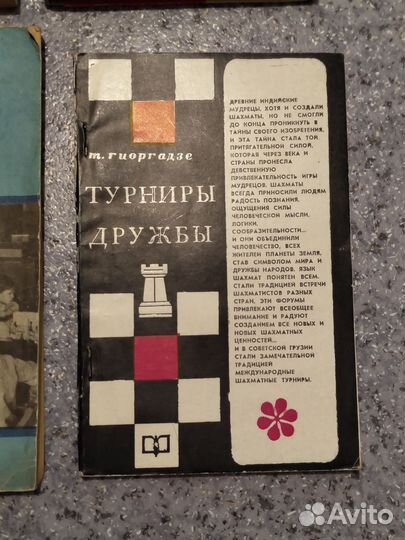 т. гиоргадзе
ТУРНИРЫ
ДРУЖБЫ
ДРЕВНИЕ ИНДИЙСКИЕ
МУДРЕЦЫ, ХОТЯ И СОЗДАЛИ
ШАХМАТЫ, НО НЕ СМОГЛИ
ДО КОНЦА ПРОНИКНУТЬ В
ТАЙНЫ СВОЕГО ИЗОБРЕТЕНИЯ,
И ЭТА ТАЙНА СТАЛА ТОЙ
ПРИТЯГАТЕЛЬНОЙ СИЛОЙ,
КОТОРАЯ ЧЕРЕЗ ВЕКА И
СТРАНЫ ПРОНЕСЛА
ДЕВСТВЕННУЮ
ПРИВЛЕКАТЕЛЬНОСТЬ ИГРЫ
МУДРЕЦОВ. ШАХМАТЫ
ВСЕГДА ПРИНОСИЛИ ЛЮДЯМ
РАДОСТЬ ПОЗНАНИЯ,
ОЩУЩЕНИЯ СИЛЫ
ЧЕЛОВЕЧЕСКОЙ МЫСЛИ,
ЛОГИКИ,
СООБРАЗИТЕЛЬНОСТИ...
И ОНИ ОБЪЕДИНИЛИ
ЧЕЛОВЕЧЕСТВО, ВСЕХ
ЖИТЕЛЕЙ ПЛАНЕТЫ ЗЕМЛЯ,
СТАВ СИМВОЛОМ МИРА И
ДРУЖБЫ НАРОДОВ. ЯЗЫК
ШАХМАТ ПОНЯТЕН ВСЕМ.
СТАЛИ ТРАДИЦИЕЙ ВСТРЕЧИ
ШАХМАТИСТОВ РАЗНЫХ
СТРАН, ЭТИ ФОРУМЫ
ПРИВЛЕКАЮТ ВСЕОБЩЕЕ
ВНИМАНИЕ И РАДУЮТ
СОЗДАНИЕМ ВСЕ НОВЫХ И
НОВЫХ ШАХМАТНЫХ
ЦЕННОСТЕЙ...
И В СОВЕТСКОЙ ГРУЗИИ
СТАЛИ ЗАМЕЧАТЕЛЬНОЙ
ТРАДИЦИЕЙ
МЕЖДУНАРОДНЫЕ
ШАХМАТНЫЕ ТУРНИРЫ.
Avito